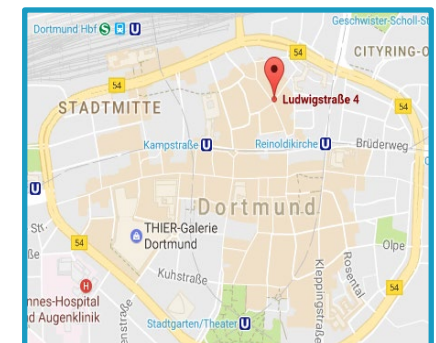 Geschwister-Scholl-St
Dortmund Hbf S U
54
CITYRING-O
54
STADTMITTE
Ludwigstraße 4
54
Kampstraße U
Reinoldikirche U
Brüderweg
U
Dortmund
THIER-Galerie
Dortmund
54
Olpe
Kuhstraße
Rosental
Kleppingstraße
H
nnes-Hospital
d Augenklinik
enstraße
Stadtgarten/Theater U